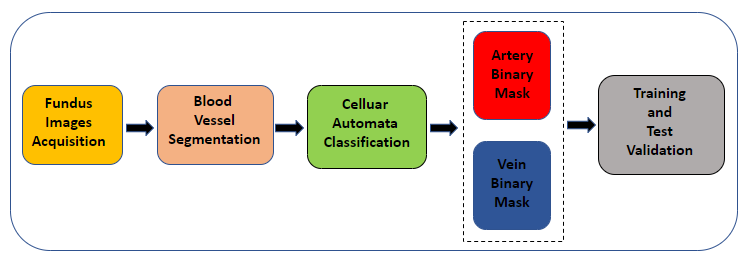 Fundus
Images
Acquisition
Blood
Vessel
Segmentation
Celluar
Automata
Classification
Artery
Binary
Mask
Vein
Binary
Mask
Training
and
Test
Validation